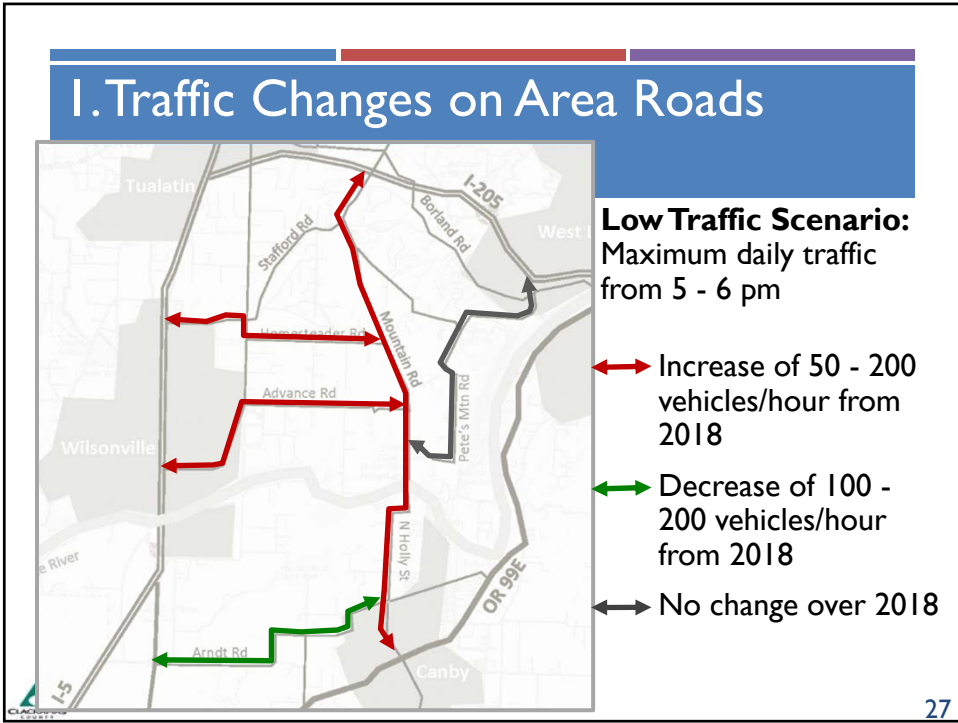 1. Traffic Changes on Area Roads
Tualatin
I-205
Stafford Rd
Borland Rd
West
Homesteader Rd
Mountain Rd
Advance Rd
Pete's Mtn Rd
Wilsonville
N Holly St
River
OR 99E
Arndt Rd
Canby
I-5
Low Traffic Scenario:
Maximum daily traffic
from 5 - 6 pm
Increase of 50 - 200
vehicles/hour from
2018
Decrease of 100 -
200 vehicles/hour
from 2018
No change over 2018
COUNTY
27